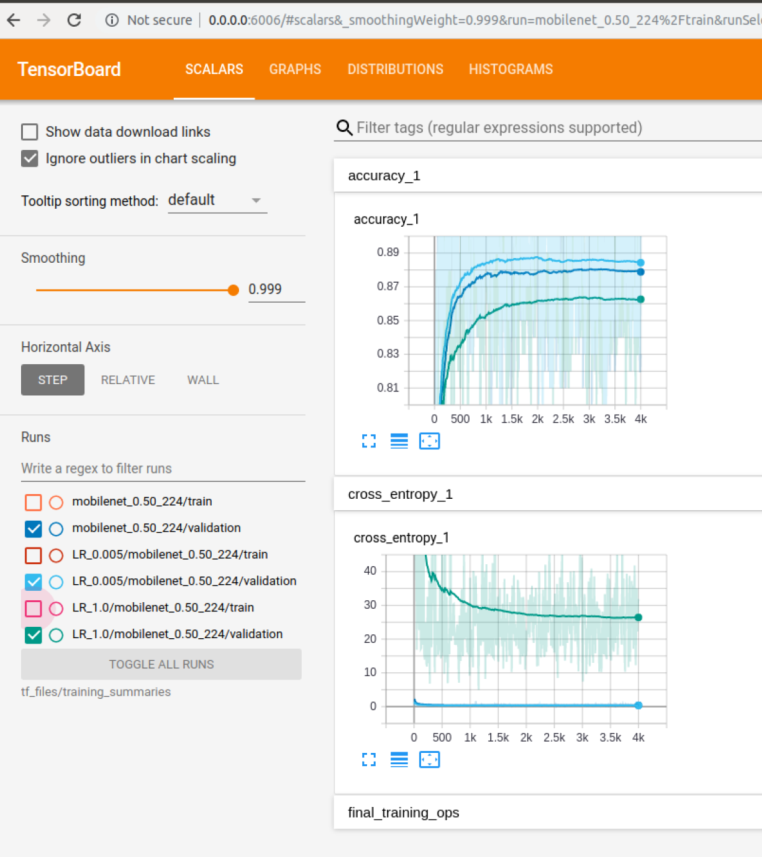 Not secure | 0.0.0.0:6006/#scalars&_smoothingWeight=0.999&run=mobilenet_0.50_224%2Ftrain&runSel
TensorBoard SCALARS GRAPHS DISTRIBUTIONS HISTOGRAMS
Show data download links
Ignore outliers in chart scaling
Tooltip sorting method: default
Smoothing
0.999
Horizontal Axis
STEP RELATIVE WALL
Runs
Write a regex to filter runs
mobilenet_0.50_224/train
mobilenet_0.50_224/validation
LR_0.005/mobilenet_0.50_224/train
LR_0.005/mobilenet_0.50_224/validation
LR_1.0/mobilenet_0.50_224/train
LR_1.0/mobilenet_0.50_224/validation
TOGGLE ALL RUNS
tf_files/training_summaries
Filter tags (regular expressions supported)
accuracy_1
accuracy_1
0.89
0.87
0.85
0.83
0.81
0 500 1k 1.5k 2k 2.5k 3k 3.5k 4k
cross_entropy_1
cross_entropy_1
40
30
20
10
0
0 500 1k 1.5k 2k 2.5k 3k 3.5k 4k
final_training_ops